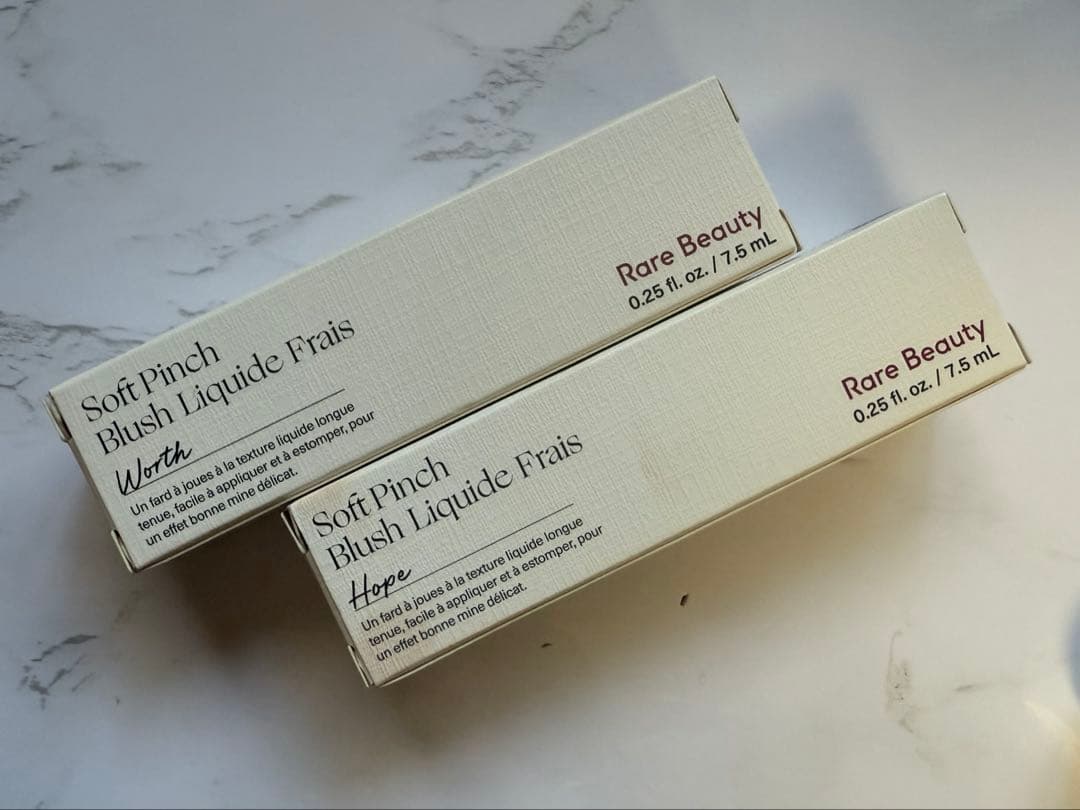 Soft Pinch
Blush Liquide Frais
Worth
Un fard à joues à la texture liquide longue
tenue, facile à appliquer et à estomper, pour
un effet bonne mine délicat.
Rare Beauty
0.25 fl. oz. / 7.5 mL
Soft Pinch
Blush Liquide Frais
Hope
Un fard à joues à la texture liquide longue
tenue, facile à appliquer et à estomper, pour
un effet bonne mine délicat.
Rare Beauty
0.25 fl. oz. / 7.5 mL